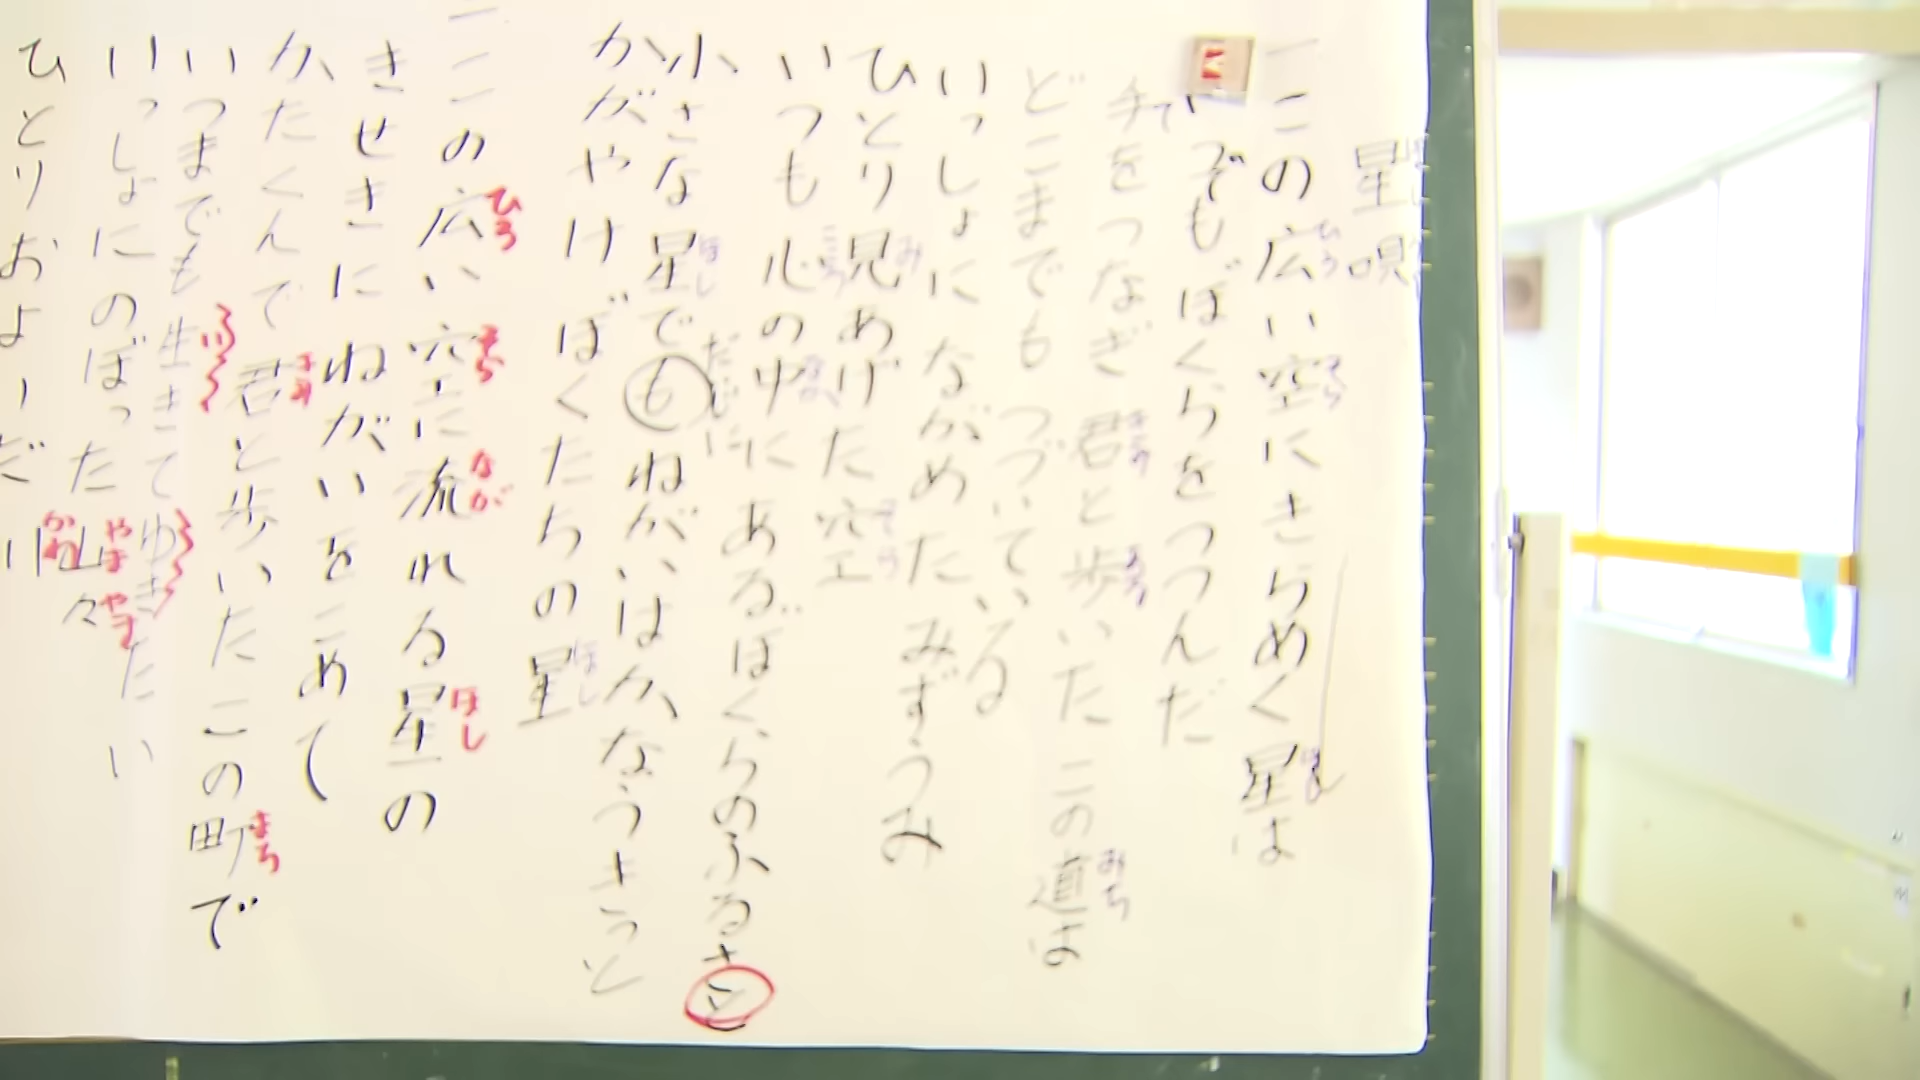 星唄
一 この広い空にきらめく星は
いつでもぼくらをつつんだ
手をつなぎ 君と歩いた この道は
どこまでも つづいている
いっしょに ながめた みずうみ
ひとり見あげた空
いつも心の中に あるぼくらのふるさと
小さな星でも ねがいはかなうきっと
かがやけ ぼくたちの星
二 この広い空に流れる星の
きせきに ねがいをこめて
かたくんで 君と歩いた この町で
いつまでも生きてゆきたい
いっしょにのぼった 山々
ひとりおよいだ 川